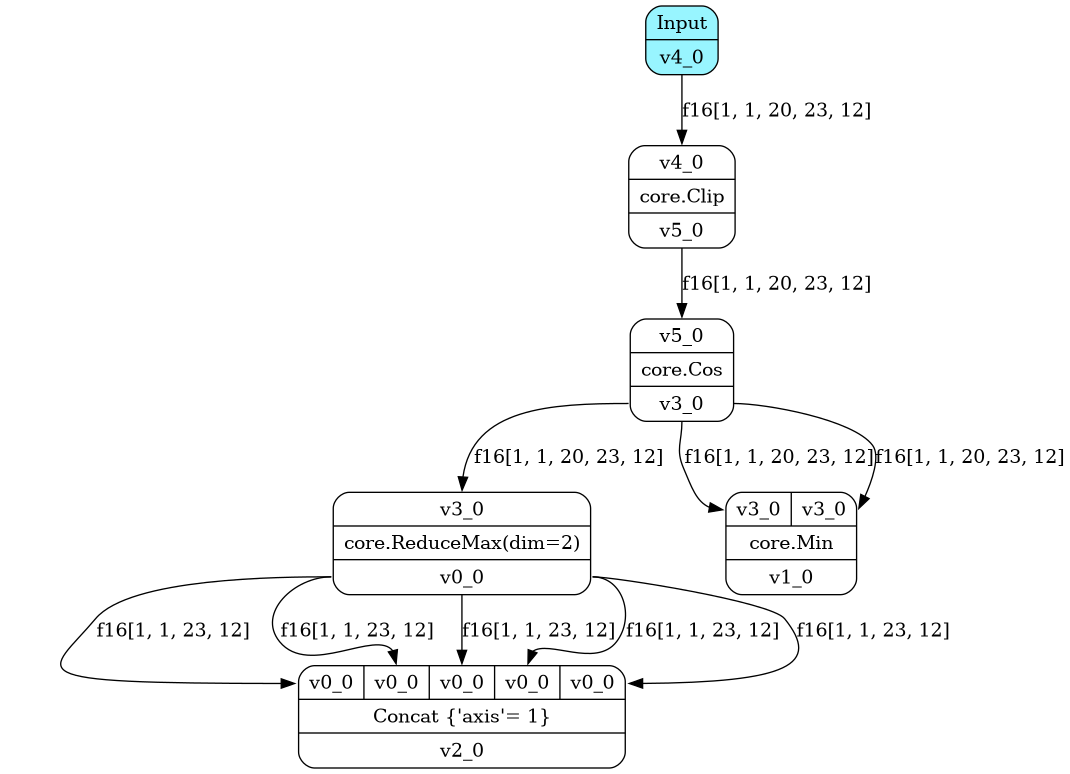 Input
v4_0
f16[1, 1, 20, 23, 12]
v4_0
core.Clip
v5_0
f16[1, 1, 20, 23, 12]
v5_0
core.Cos
v3_0
f16[1, 1, 20, 23, 12] f16[1, 1, 20, 23, 12] f16[1, 1, 20, 23, 12]
v3_0
core.ReduceMax(dim=2)
v0_0
v3_0 v3_0
core.Min
v1_0
f16[1, 1, 23, 12] f16[1, 1, 23, 12] f16[1, 1, 23, 12] f16[1, 1, 23, 12] f16[1, 1, 23, 12]
v0_0 v0_0 v0_0 v0_0 v0_0
Concat {'axis'= 1}
v2_0